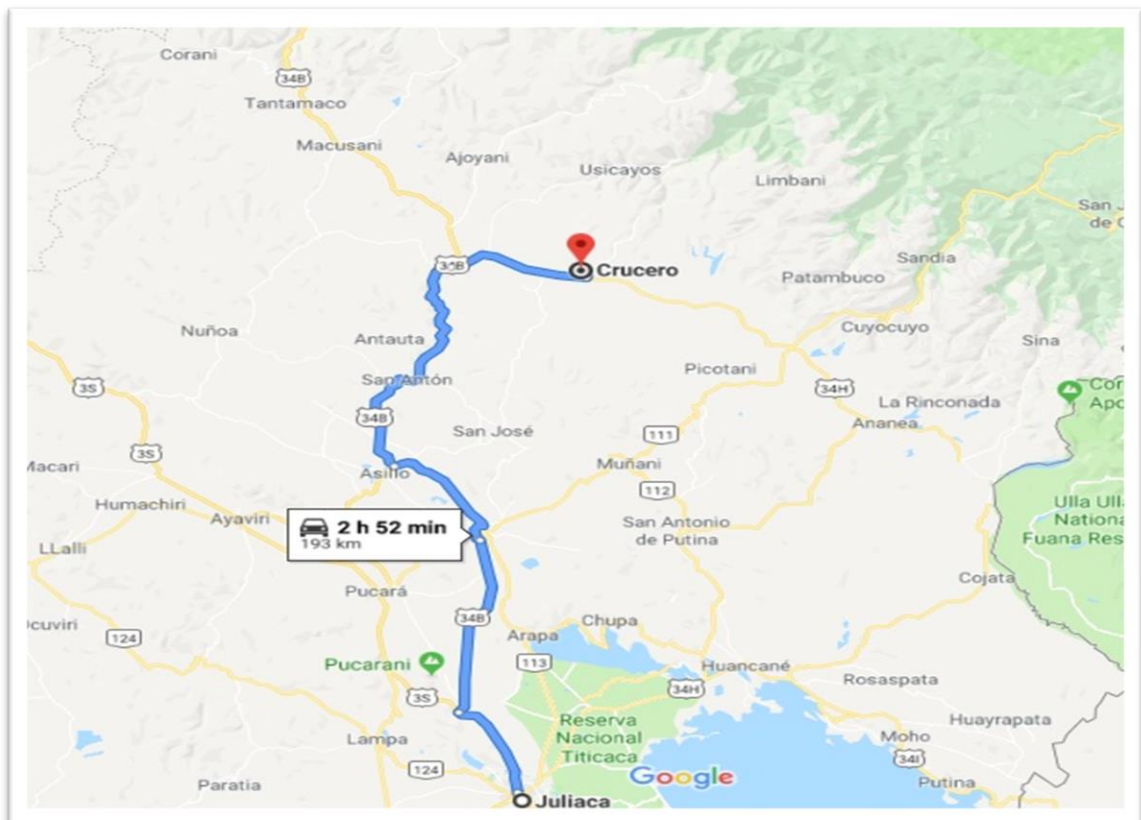 Corani
34B
Tantamaco
Macusani
Ajoyani
Usicayos
Limbani
San J
de C
34B
Crucero
Sandia
Patambuco
Nuñoa
Antauta
Cuyocuyo
Sina
Picotani
San Antón
3S
34H
Cor
Apo
La Rinconada
34B
San José
111
Ananea
3S
Macari
Asillo
Muñani
112
Humachiri
Ayaviri
Ulla Ulla
Nationa
Fuana Res
2 h 52 min
193 km
San Antonio
de Putina
LLalli
Pucará
Cojata
34B
Ocuviri
124
Arapa
Chupa
Pucarani
113
Huancané
3S
34H
Rosaspata
Reserva
Nacional
Titicaca
Huayrapata
Lampa
Moho
124
34I
Paratia
Google
Putina
Juliaca